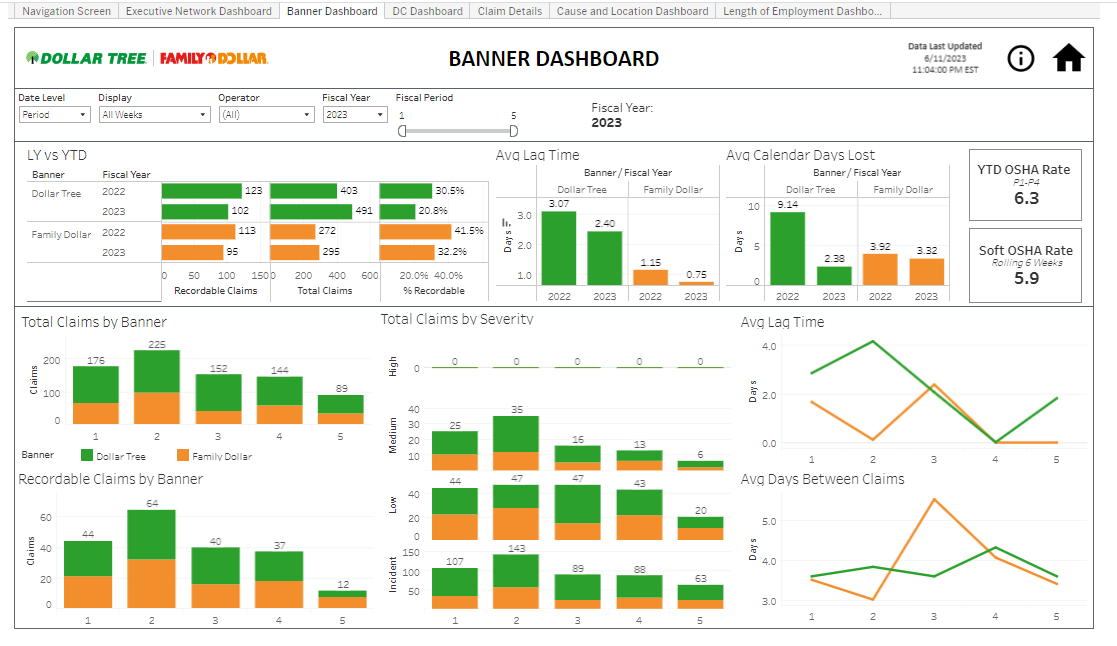 Navigation Screen Executive Network Dashboard Banner Dashboard DC Dashboard Claim Details Cause and Location Dashboard Length of Employment Dashbo...
DOLLAR TREE FAMILY DOLLAR
BANNER DASHBOARD
Data Last Updated
6/11/2023
11:04:00 PM EST
Date Level Display Operator Fiscal Year Fiscal Period
Period All Weeks (All) 2023 1 5
Fiscal Year:
2023
LY vs YTD
Banner Fiscal Year
Dollar Tree 2022 123 403 30.5%
2023 102 491 20.8%
Family Dollar 2022 113 272 41.5%
2023 95 295 32.2%
0 50 100 150 0 200 400 600 20.0% 40.0%
Recordable Claims Total Claims % Recordable
Avg Lag Time
Banner / Fiscal Year
Dollar Tree Family Dollar
3.07 2.40 1.15 0.75
3.0
2.0
1.0
Days
2022 2023 2022 2023
Avg Calendar Days Lost
Banner / Fiscal Year
Dollar Tree Family Dollar
9.14 2.38 3.92 3.32
10
5
0
Days
2022 2023 2022 2023
YTD OSHA Rate
P1-P4
6.3
Soft OSHA Rate
Rolling 6 Weeks
5.9
Total Claims by Banner
176 225 152 144 89
200
100
0
Claims
1 2 3 4 5
Banner Dollar Tree Family Dollar
Recordable Claims by Banner
44 64 40 37 12
60
40
20
0
Claims
1 2 3 4 5
Total Claims by Severity
High
0
0 0 0 0 0
Medium
40
30
20
10
25 35 16 13 6
Low
40
20
0
44 47 47 43 20
Incident
150
100
50
107 143 89 88 63
1 2 3 4 5
Avg Lag Time
4.0
2.0
0.0
Days
1 2 3 4 5
Avg Days Between Claims
5.0
4.0
3.0
Days
1 2 3 4 5